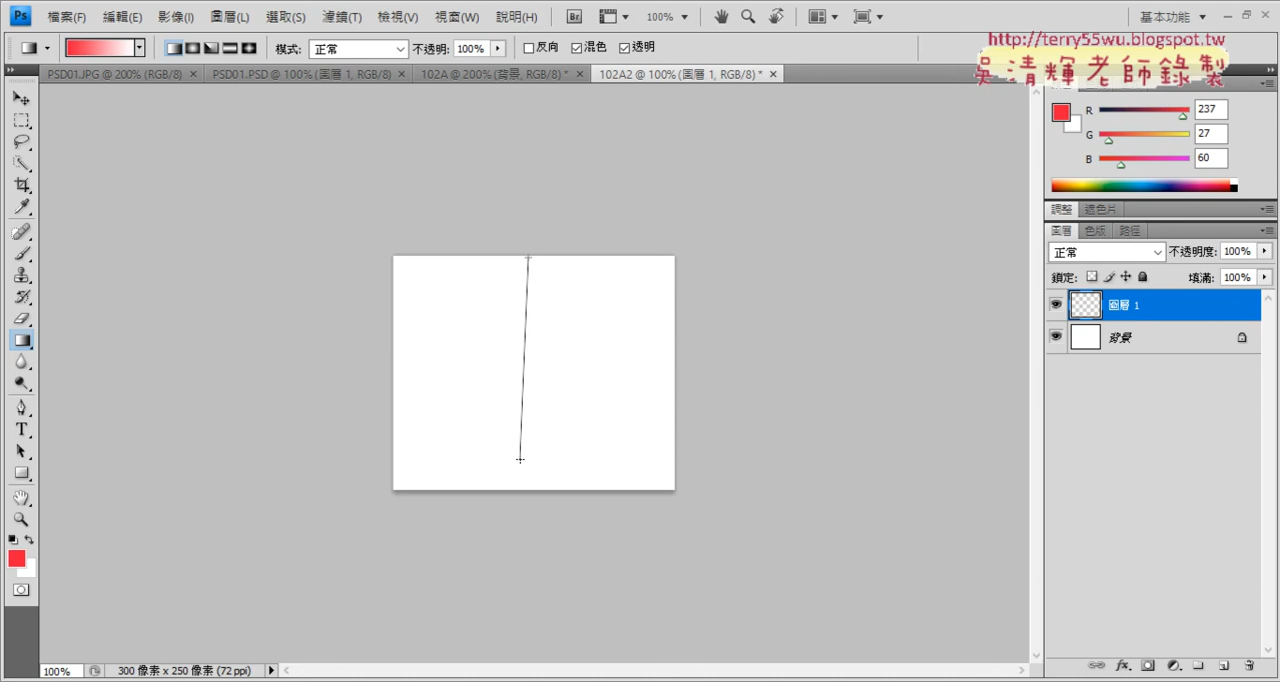 Ps 檔案(F) 編輯(E) 影像(I) 圖層(L) 選取(S) 濾鏡(T) 檢視(V) 視窗(W) 說明(H) Br 100% 基本功能
http://terry55wu.blogspot.tw
吳清輝老師錄製
模式: 正常 不透明: 100% 反向 混色 透明
PSD01.JPG @ 200% (RGB/8) PSD01.PSD @ 100% (圖層 1, RGB/8) 102A @ 200% (背景, RGB/8) * 102A2 @ 100% (圖層 1, RGB/8) *
R 237
G 27
B 60
調整 遮色片
圖層 色版 路徑
正常 不透明度: 100%
鎖定: 填滿: 100%
圖層 1
背景
T
fx
100% 300 像素 x 250 像素 (72 ppi)